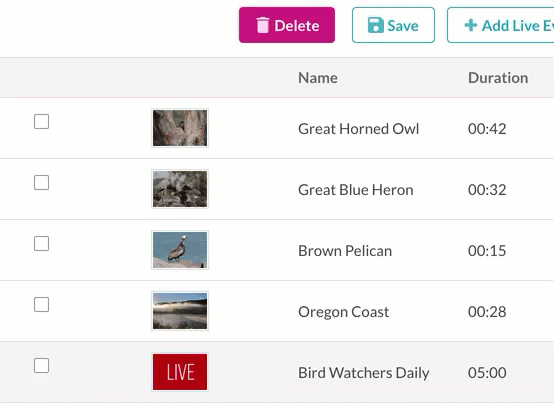 Delete Save Add Live Ev
Name Duration
Great Horned Owl 00:42
Great Blue Heron 00:32
Brown Pelican 00:15
Oregon Coast 00:28
LIVE Bird Watchers Daily 05:00